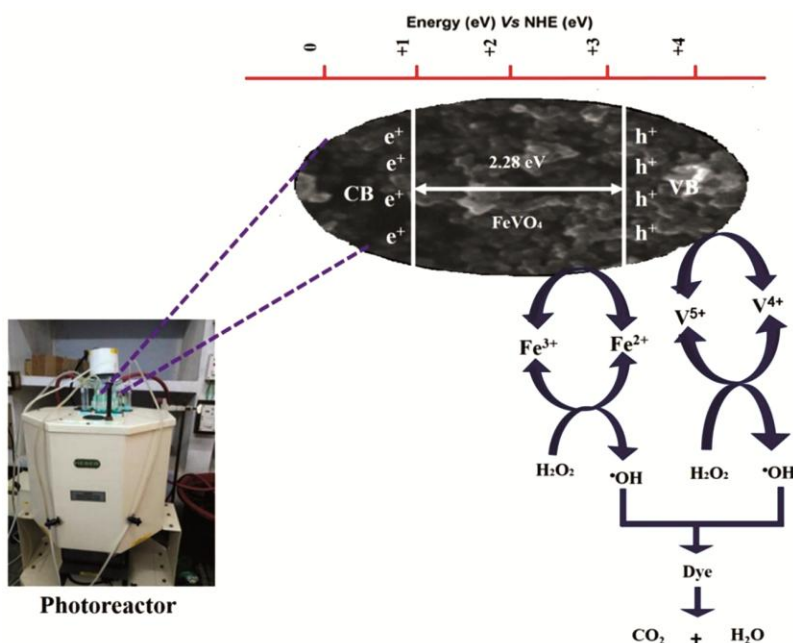 Energy (eV) Vs NHE (eV)
0 +1 +2 +3 +4
e⁺ h⁺
e⁺ 2.28 eV h⁺
CB VB
e⁺ h⁺
FeVO₄
e⁺ h⁺
V⁵⁺ V⁴⁺
Fe³⁺ Fe²⁺
H₂O₂ •OH H₂O₂ •OH
Dye
Photoreactor
CO₂ + H₂O